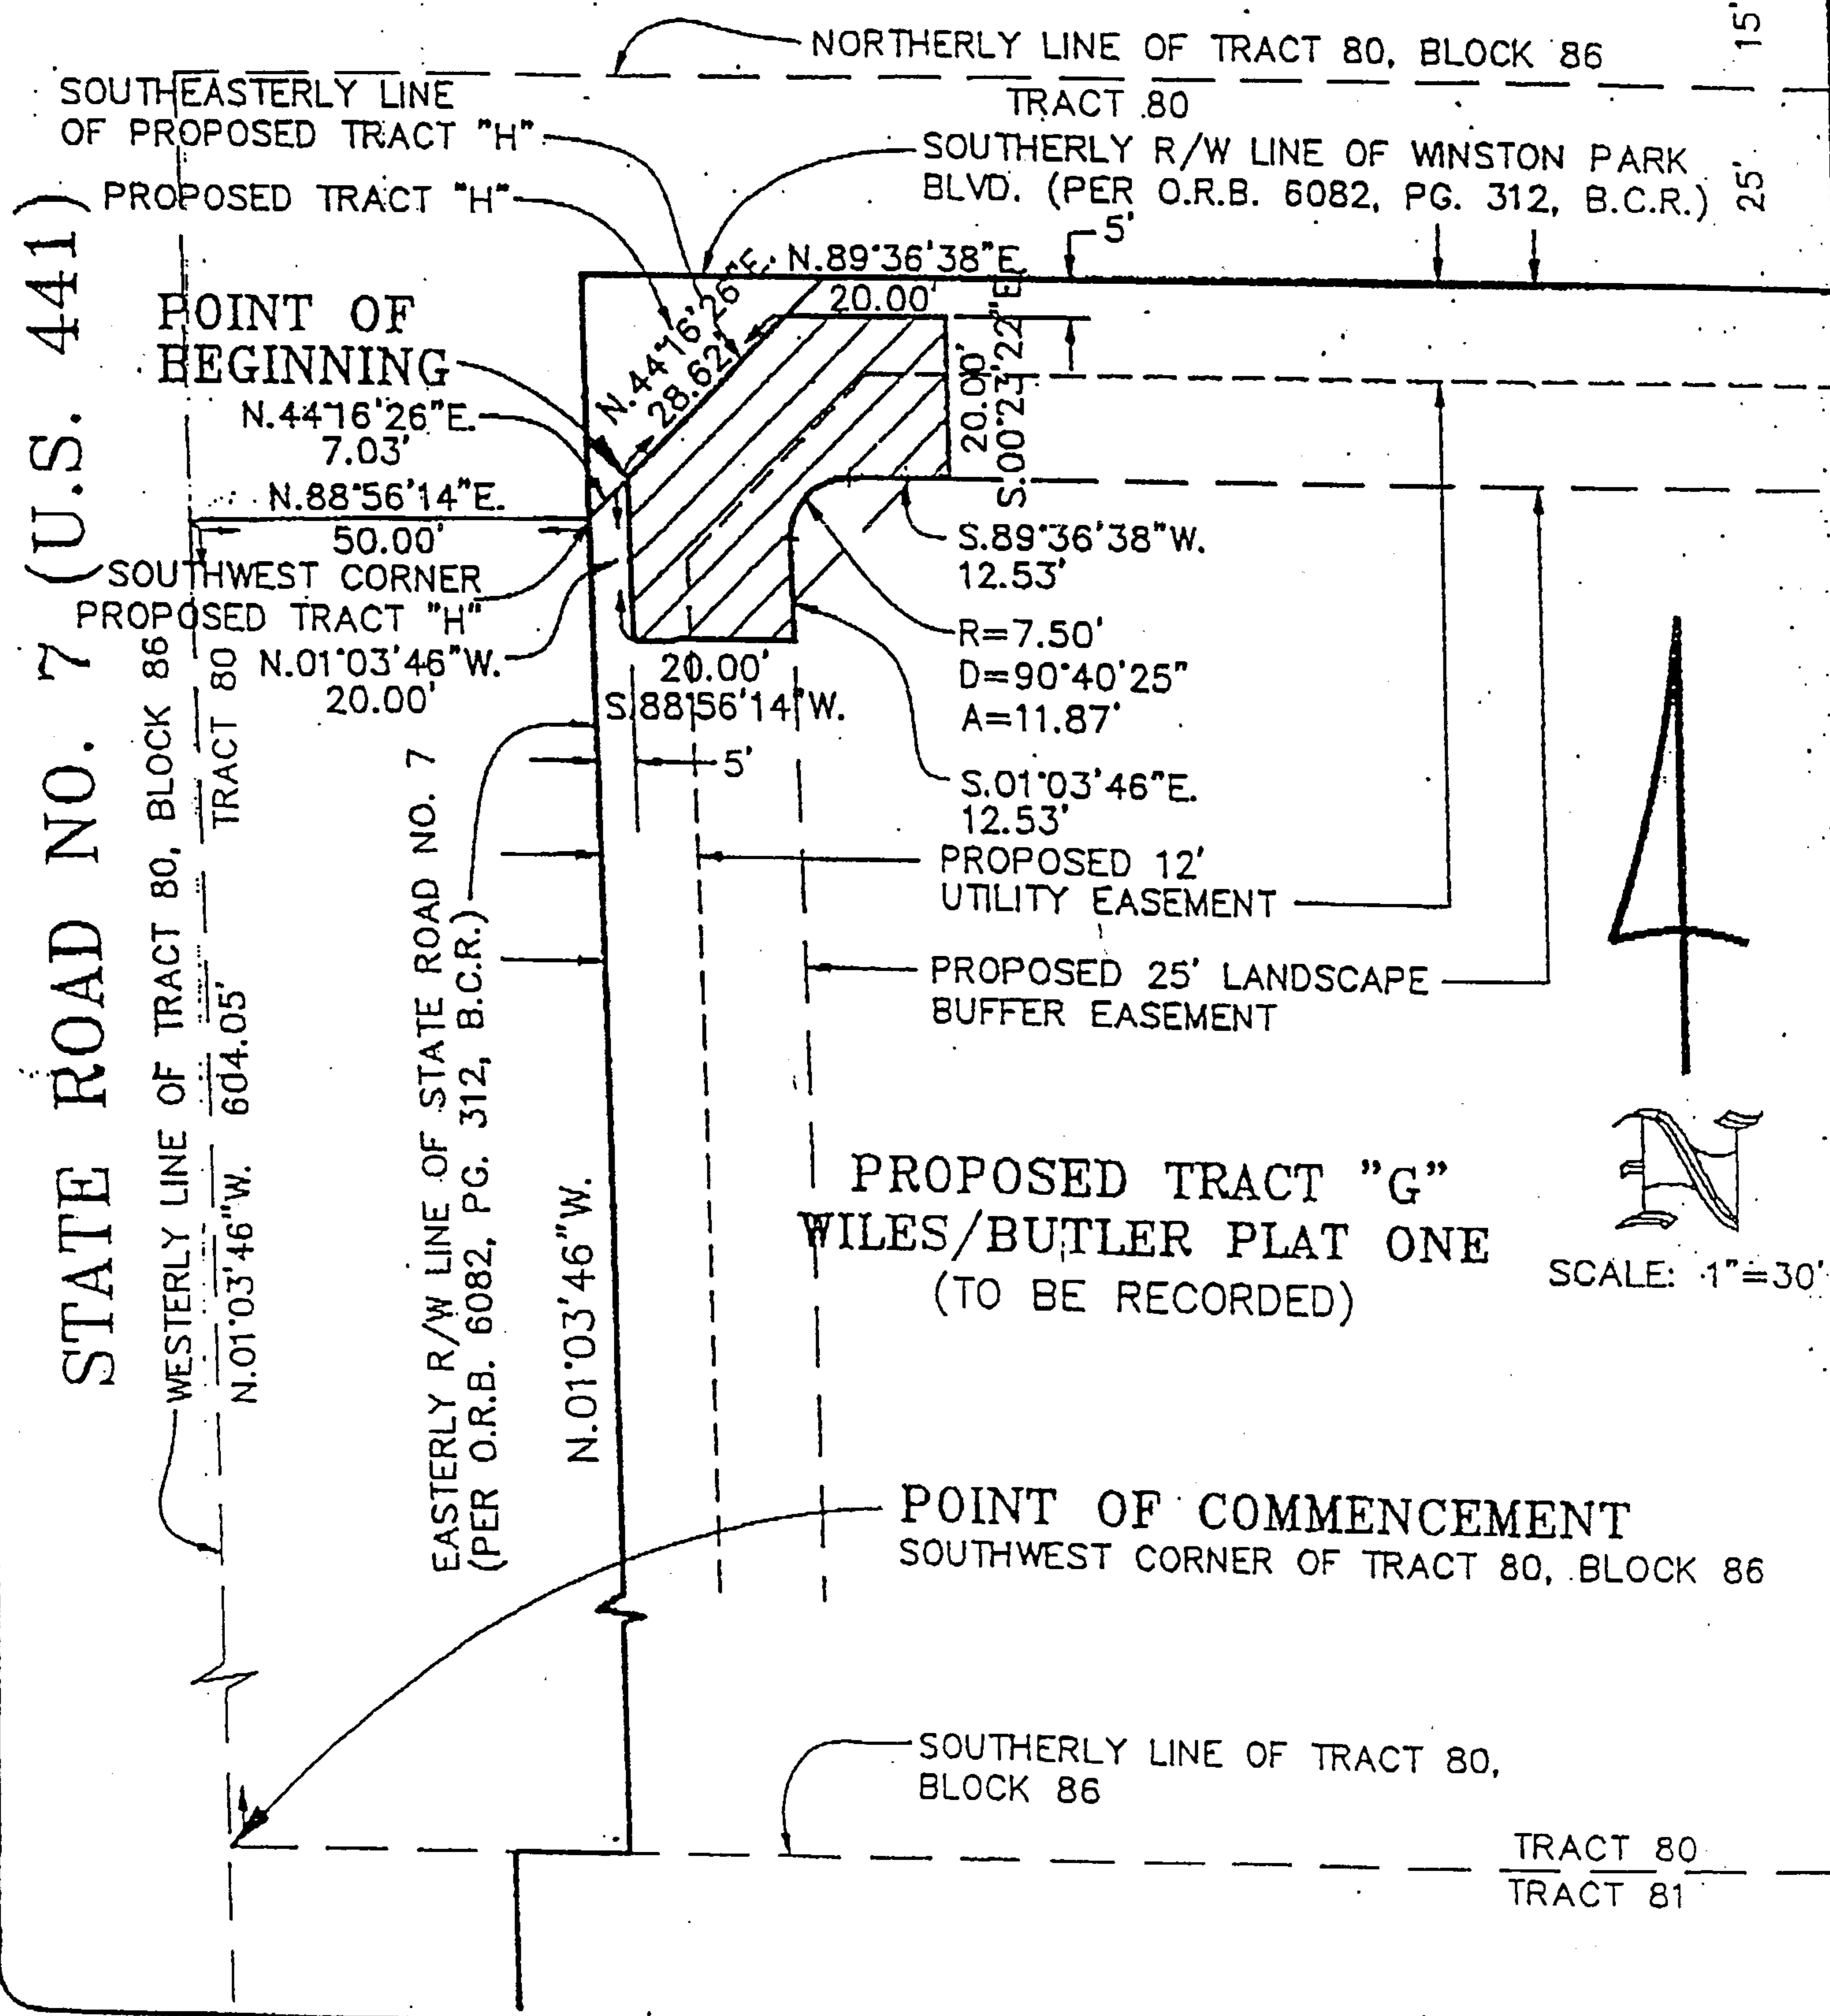 NORTHERLY LINE OF TRACT 80, BLOCK 86
TRACT 80
15'
SOUTHEASTERLY LINE
OF PROPOSED TRACT "H"
SOUTHERLY R/W LINE OF WINSTON PARK
BLVD. (PER O.R.B. 6082, PG. 312, B.C.R.)
25'
PROPOSED TRACT "H"
5'
N.89°36'38"E.
20.00'
N.44°16'26"E.
28.62'
S.00°23'22"E.
20.00'
POINT OF
BEGINNING
N.44°16'26"E.
7.03'
N.88°56'14"E.
50.00'
SOUTHWEST CORNER
PROPOSED TRACT "H"
N.01°03'46"W.
20.00'
20.00'
S.88°56'14"W.
5'
S.89°36'38"W.
12.53'
R=7.50'
D=90°40'25"
A=11.87'
S.01°03'46"E.
12.53'
PROPOSED 12'
UTILITY EASEMENT
PROPOSED 25' LANDSCAPE
BUFFER EASEMENT
STATE ROAD NO. 7 (U.S. 441)
WESTERLY LINE OF TRACT 80, BLOCK 86
TRACT 80
N.01°03'46"W. 604.05'
EASTERLY R/W LINE OF STATE ROAD NO. 7
(PER O.R.B. 6082, PG. 312, B.C.R.)
N.01°03'46"W.
PROPOSED TRACT "G"
WILES/BUTLER PLAT ONE
(TO BE RECORDED)
N
SCALE: 1"=30'
POINT OF COMMENCEMENT
SOUTHWEST CORNER OF TRACT 80, BLOCK 86
SOUTHERLY LINE OF TRACT 80,
BLOCK 86
TRACT 80
TRACT 81